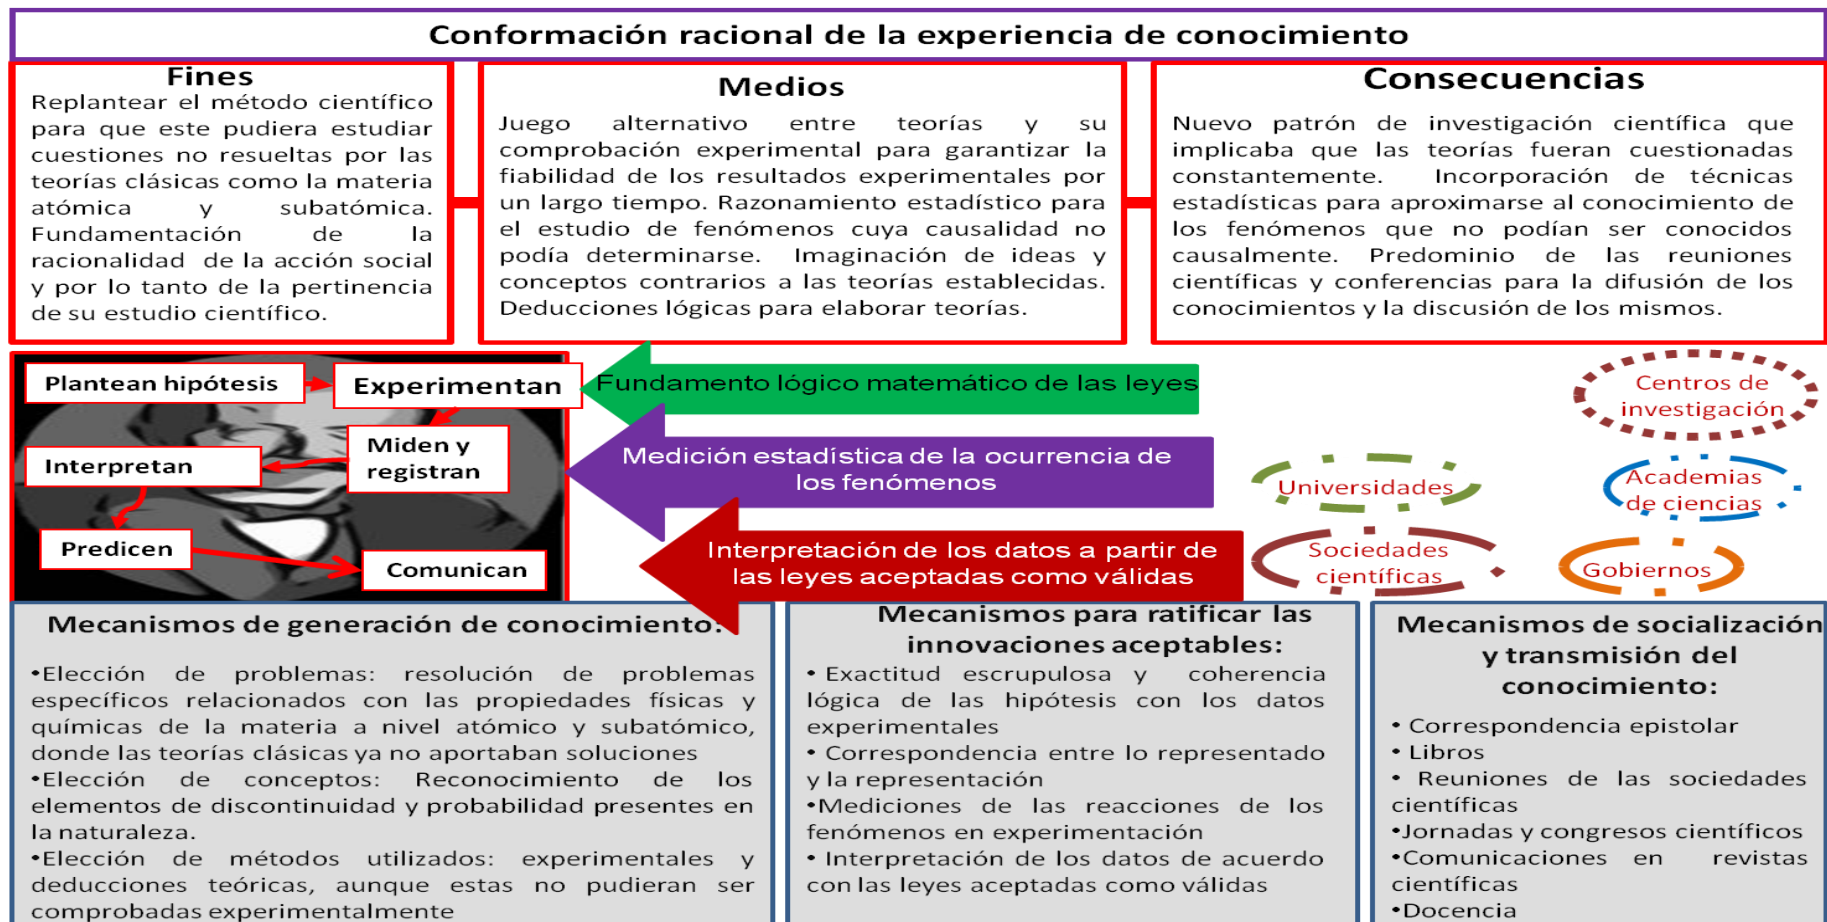 Conformación racional de la experiencia de conocimiento
Fines
Replantear el método científico
para que este pudiera estudiar
cuestiones no resueltas por las
teorías clásicas como la materia
atómica y subatómica.
Fundamentación de la
racionalidad de la acción social
y por lo tanto de la pertinencia
de su estudio científico.
Medios
Juego alternativo entre teorías y su
comprobación experimental para garantizar la
fiabilidad de los resultados experimentales por
un largo tiempo. Razonamiento estadístico para
el estudio de fenómenos cuya causalidad no
podía determinarse. Imaginación de ideas y
conceptos contrarios a las teorías establecidas.
Deducciones lógicas para elaborar teorías.
Consecuencias
Nuevo patrón de investigación científica que
implicaba que las teorías fueran cuestionadas
constantemente. Incorporación de técnicas
estadísticas para aproximarse al conocimiento de
los fenómenos que no podían ser conocidos
causalmente. Predominio de las reuniones
científicas y conferencias para la difusión de los
conocimientos y la discusión de los mismos.
Plantean hipótesis
Experimentan
Miden y
registran
Interpretan
Predicen
Comunican
Fundamento lógico matemático de las leyes
Medición estadística de la ocurrencia de
los fenómenos
Interpretación de los datos a partir de
las leyes aceptadas como válidas
Centros de
investigación
Universidades
Academias
de ciencias
Sociedades
científicas
Gobiernos
Mecanismos de generación de conocimiento:
•Elección de problemas: resolución de problemas
específicos relacionados con las propiedades físicas y
químicas de la materia a nivel atómico y subatómico,
donde las teorías clásicas ya no aportaban soluciones
•Elección de conceptos: Reconocimiento de los
elementos de discontinuidad y probabilidad presentes en
la naturaleza.
•Elección de métodos utilizados: experimentales y
deducciones teóricas, aunque estas no pudieran ser
comprobadas experimentalmente
Mecanismos para ratificar las
innovaciones aceptables:
• Exactitud escrupulosa y coherencia
lógica de las hipótesis con los datos
experimentales
• Correspondencia entre lo representado
y la representación
•Mediciones de las reacciones de los
fenómenos en experimentación
• Interpretación de los datos de acuerdo
con las leyes aceptadas como válidas
Mecanismos de socialización
y transmisión del
conocimiento:
• Correspondencia epistolar
• Libros
• Reuniones de las sociedades
científicas
•Jornadas y congresos científicos
•Comunicaciones en revistas
científicas
•Docencia